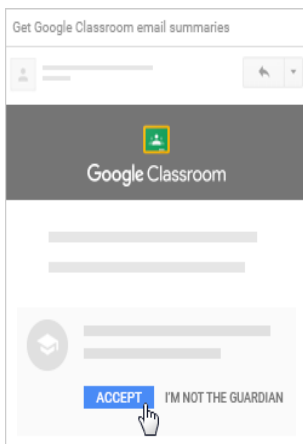 Get Google Classroom email summaries
Google Classroom
ACCEPT I'M NOT THE GUARDIAN